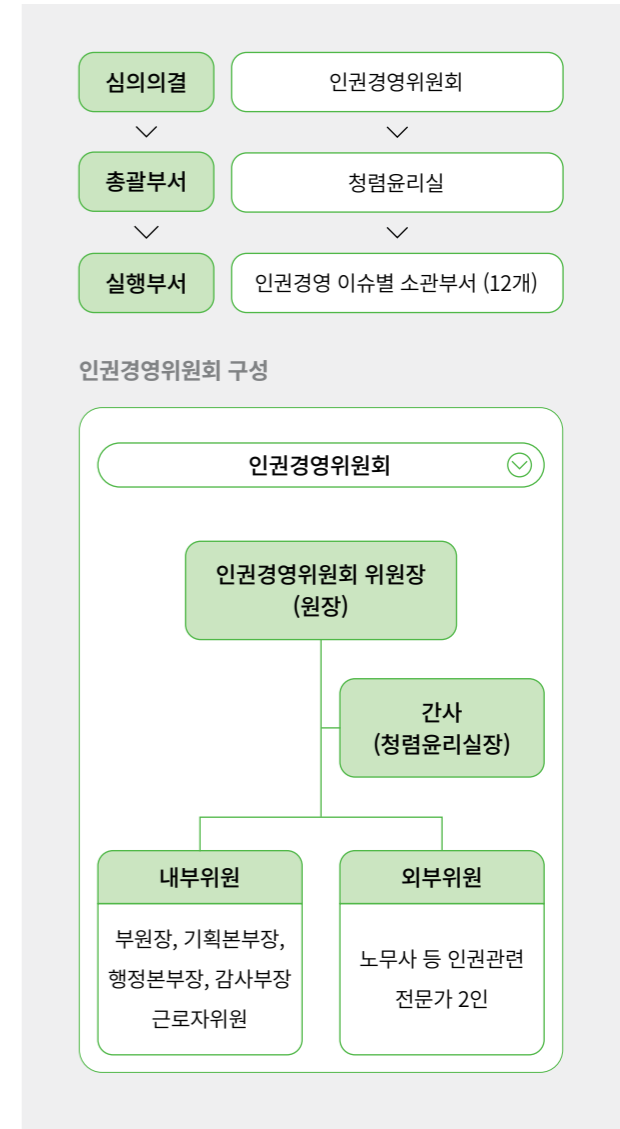 심의의결
인권경영위원회
총괄부서
청렴윤리실
실행부서
인권경영 이슈별 소관부서 (12개)
인권경영위원회 구성
인권경영위원회
인권경영위원회 위원장
(원장)
간사
(청렴윤리실장)
내부위원
부원장, 기획본부장,
행정본부장, 감사부장
근로자위원
외부위원
노무사 등 인권관련
전문가 2인